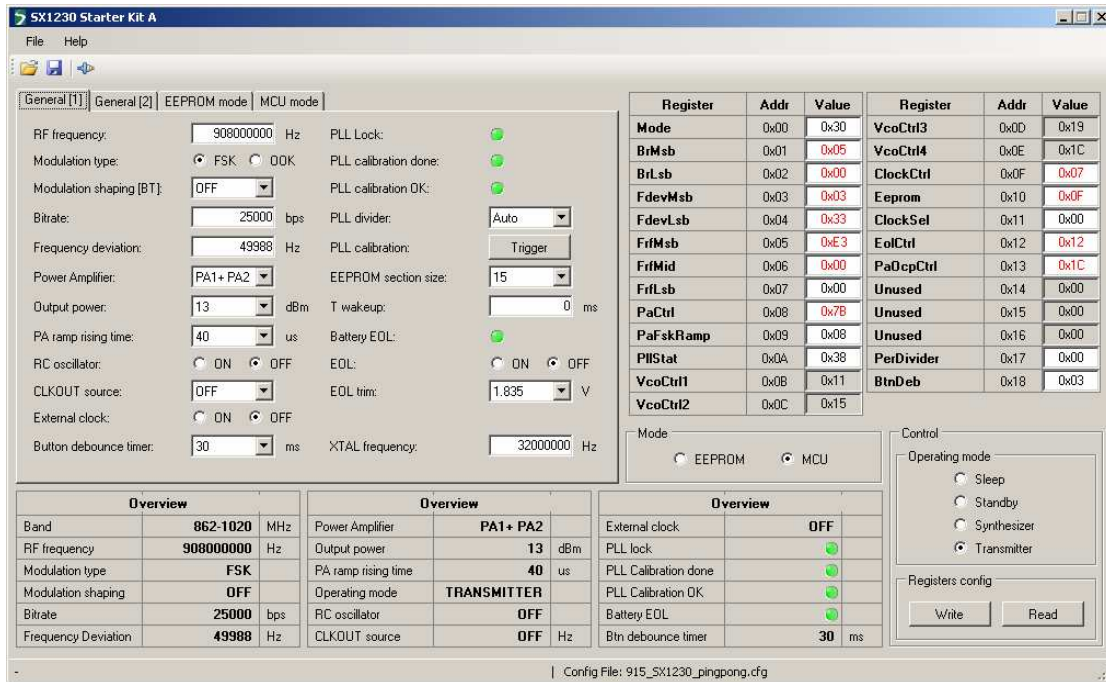 SX1230 Starter Kit A
File Help
General [1] General [2] EEPROM mode MCU mode
RF frequency: 908000000 Hz PLL Lock:
Modulation type: FSK OOK PLL calibration done:
Modulation shaping [BT]: OFF PLL calibration OK:
Bitrate: 25000 bps PLL divider: Auto
Frequency deviation: 49988 Hz PLL calibration: Trigger
Power Amplifier: PA1+ PA2 EEPROM section size: 15
Output power: 13 dBm T wakeup: 0 ms
PA ramp rising time: 40 us Battery EOL:
RC oscillator: ON OFF EOL: ON OFF
CLKOUT source: OFF EOL trim: 1.835 V
External clock: ON OFF
Button debounce timer: 30 ms XTAL frequency: 32000000 Hz
Register Addr Value Register Addr Value
Mode 0x00 0x30 VcoCtrl3 0x0D 0x19
BrMsb 0x01 0x05 VcoCtrl4 0x0E 0x1C
BrLsb 0x02 0x00 ClockCtrl 0x0F 0x07
FdevMsb 0x03 0x03 Eeprom 0x10 0x0F
FdevLsb 0x04 0x33 ClockSel 0x11 0x00
FrfMsb 0x05 0xE3 EolCtrl 0x12 0x12
FrfMid 0x06 0x00 PaOcpCtrl 0x13 0x1C
FrfLsb 0x07 0x00 Unused 0x14 0x00
PaCtrl 0x08 0x7B Unused 0x15 0x00
PaFskRamp 0x09 0x08 Unused 0x16 0x00
PllStat 0x0A 0x38 PerDivider 0x17 0x00
VcoCtrl1 0x0B 0x11 BtnDeb 0x18 0x03
VcoCtrl2 0x0C 0x15
Mode
EEPROM MCU
Control
Operating mode
Sleep
Standby
Synthesizer
Transmitter
Registers config
Write Read
Overview Overview Overview
Band 862-1020 MHz Power Amplifier PA1+ PA2 External clock OFF
RF frequency 908000000 Hz Output power 13 dBm PLL lock
Modulation type FSK PA ramp rising time 40 us PLL Calibration done
Modulation shaping OFF Operating mode TRANSMITTER PLL Calibration OK
Bitrate 25000 bps RC oscillator OFF Battery EOL
Frequency Deviation 49988 Hz CLKOUT source OFF Hz Btn debounce timer 30 ms
- | Config File: 915_SX1230_pingpong.cfg